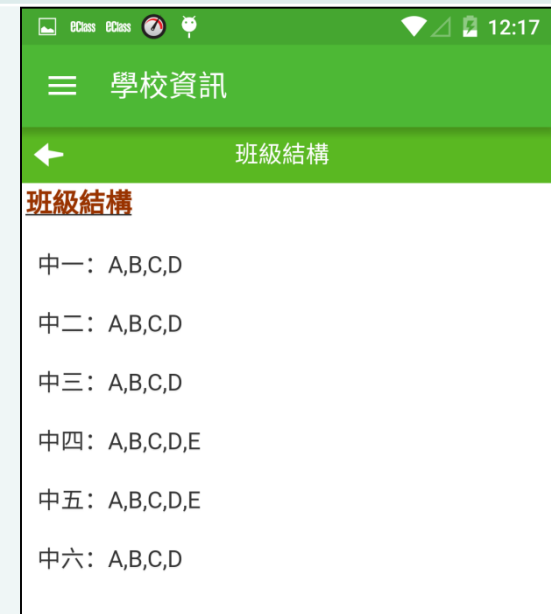 eClass eClass 12:17
學校資訊
班級結構
班級結構
中一：A,B,C,D
中二：A,B,C,D
中三：A,B,C,D
中四：A,B,C,D,E
中五：A,B,C,D,E
中六：A,B,C,D